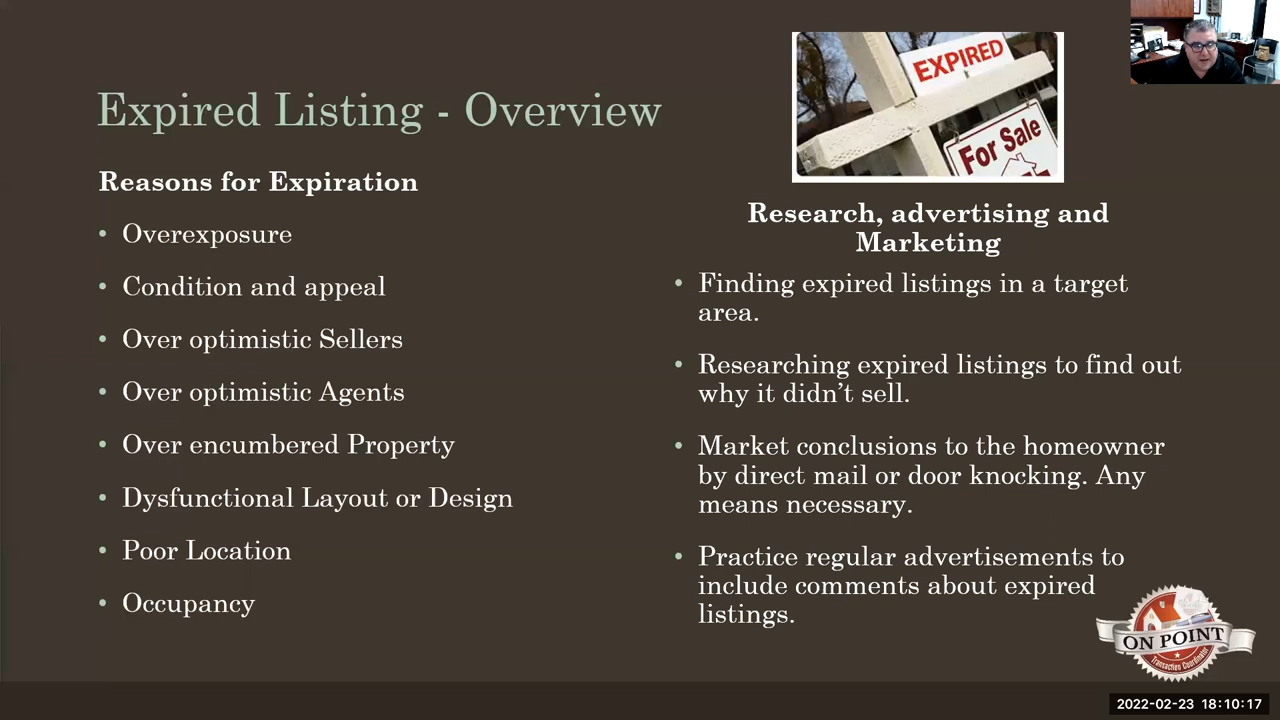 Expired Listing - Overview
Reasons for Expiration
• Overexposure
• Condition and appeal
• Over optimistic Sellers
• Over optimistic Agents
• Over encumbered Property
• Dysfunctional Layout or Design
• Poor Location
• Occupancy
EXPIRED
For Sale
Research, advertising and
Marketing
• Finding expired listings in a target
area.
• Researching expired listings to find out
why it didn’t sell.
• Market conclusions to the homeowner
by direct mail or door knocking. Any
means necessary.
• Practice regular advertisements to
include comments about expired
listings.
ON POINT
Transaction Coordinator
2022-02-23 18:10:17